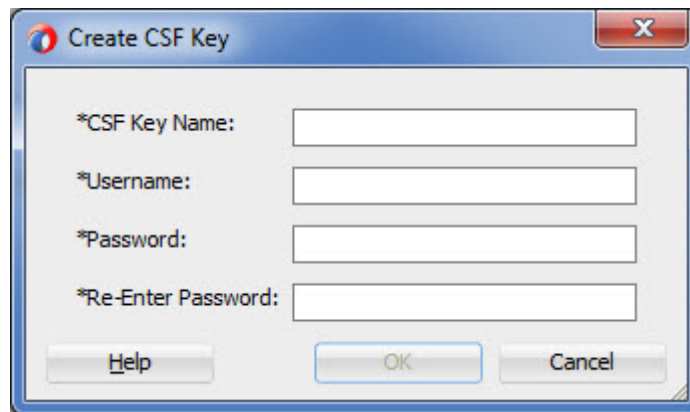 Create CSF Key
*CSF Key Name:
*Username:
*Password:
*Re-Enter Password:
Help OK Cancel